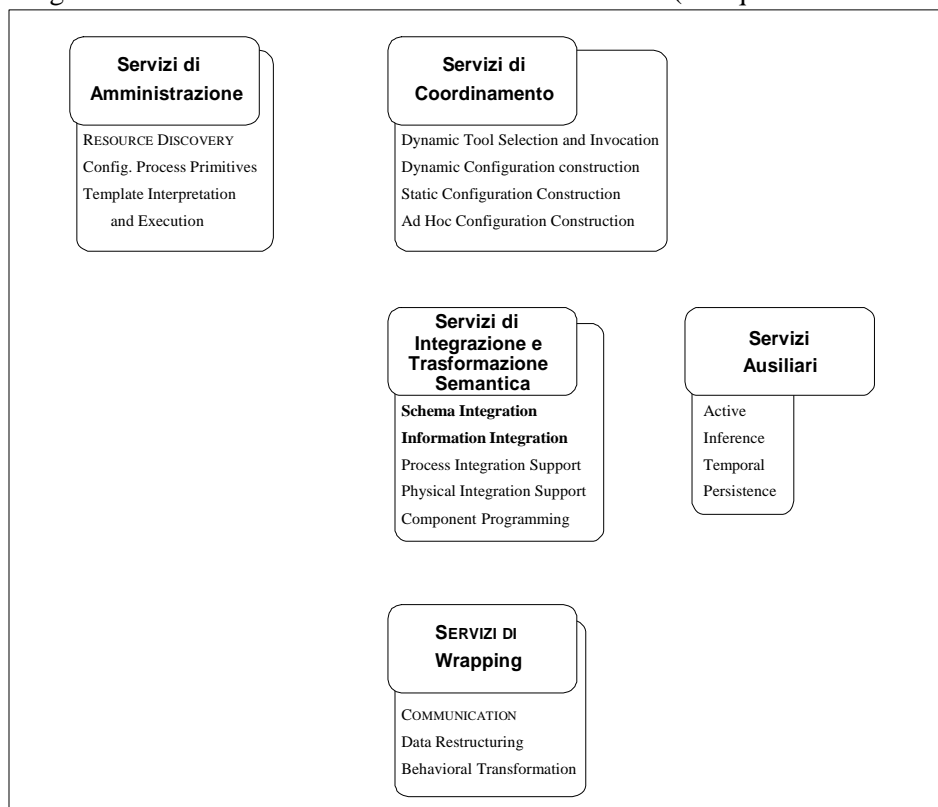 Servizi di
Amministrazione
RESOURCE DISCOVERY
Config. Process Primitives
Template Interpretation
and Execution
Servizi di
Coordinamento
Dynamic Tool Selection and Invocation
Dynamic Configuration construction
Static Configuration Construction
Ad Hoc Configuration Construction
Servizi di
Integrazione e
Trasformazione
Semantica
Schema Integration
Information Integration
Process Integration Support
Physical Integration Support
Component Programming
Servizi
Ausiliari
Active
Inference
Temporal
Persistence
SERVIZI DI
Wrapping
COMMUNICATION
Data Restructuring
Behavioral Transformation